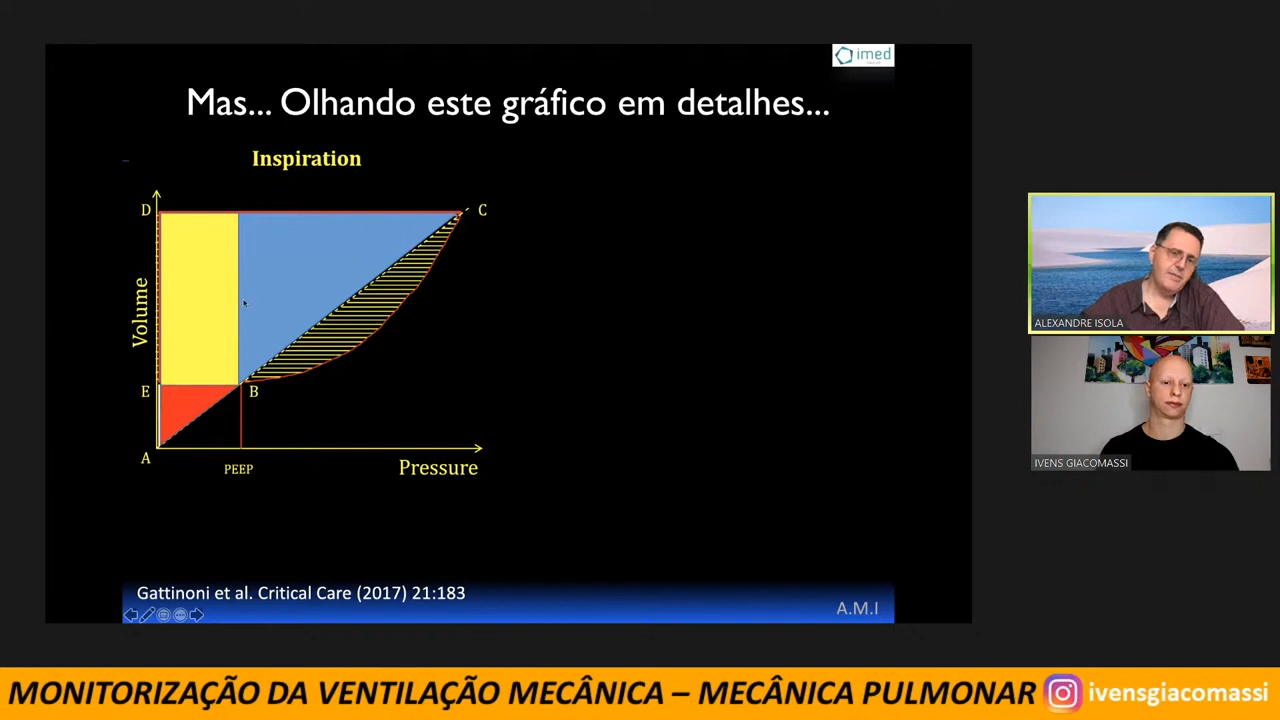 imed
Mas... Olhando este gráfico em detalhes...
Inspiration
D
C
Volume
E
B
A
PEEP
Pressure
Gattinoni et al. Critical Care (2017) 21:183
A.M.I
ALEXANDRE ISOLA
IVENS GIACOMASSI
MONITORIZAÇÃO DA VENTILAÇÃO MECÂNICA – MECÂNICA PULMONAR ivensgiacomassi